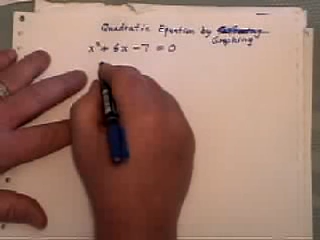 Quadratic Equation by
Graphing
x² + 6x - 7 = 0